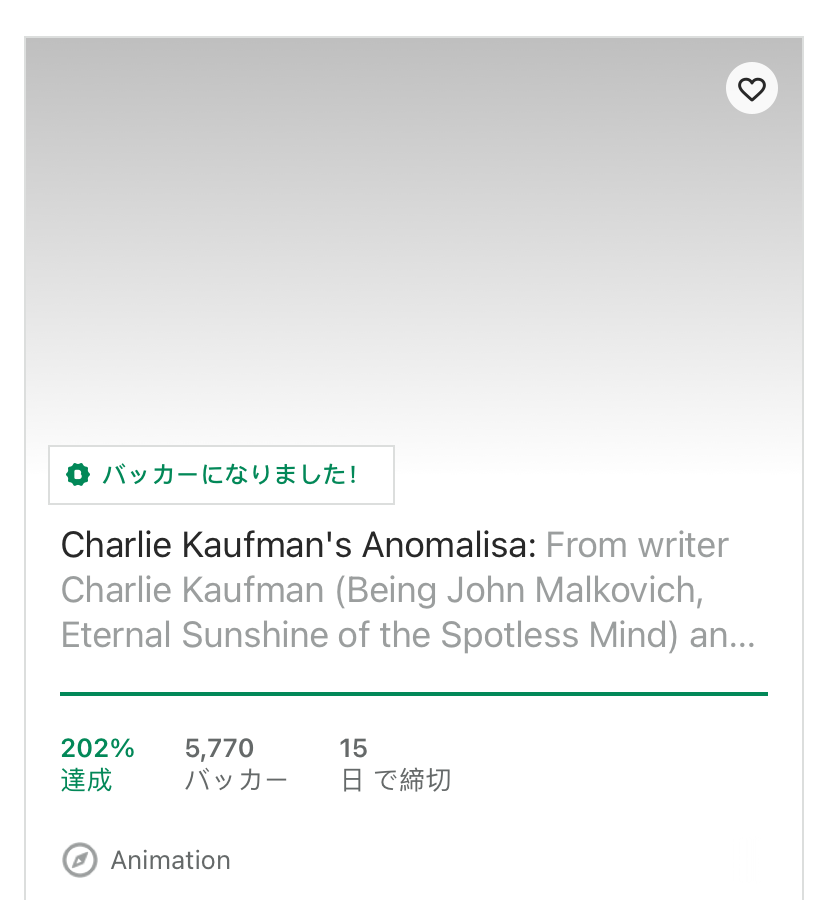 バッカーになりました!
Charlie Kaufman's Anomalisa: From writer
Charlie Kaufman (Being John Malkovich,
Eternal Sunshine of the Spotless Mind) an...
202% 5,770 15
達成 バッカー 日 で締切
Animation